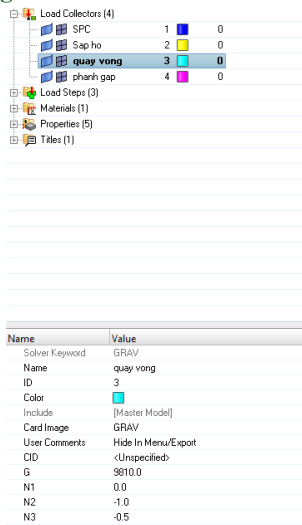 Load Collectors (4)
SPC 1 0
Sap ho 2 0
quay vong 3 0
phanh gap 4 0
Load Steps (3)
Materials (1)
Properties (5)
Titles (1)
Name Value
Solver Keyword GRAV
Name quay vong
ID 3
Color
Include [Master Model]
Card Image GRAV
User Comments Hide In Menu/Export
CID <Unspecified>
G 9810.0
N1 0.0
N2 -1.0
N3 -0.5